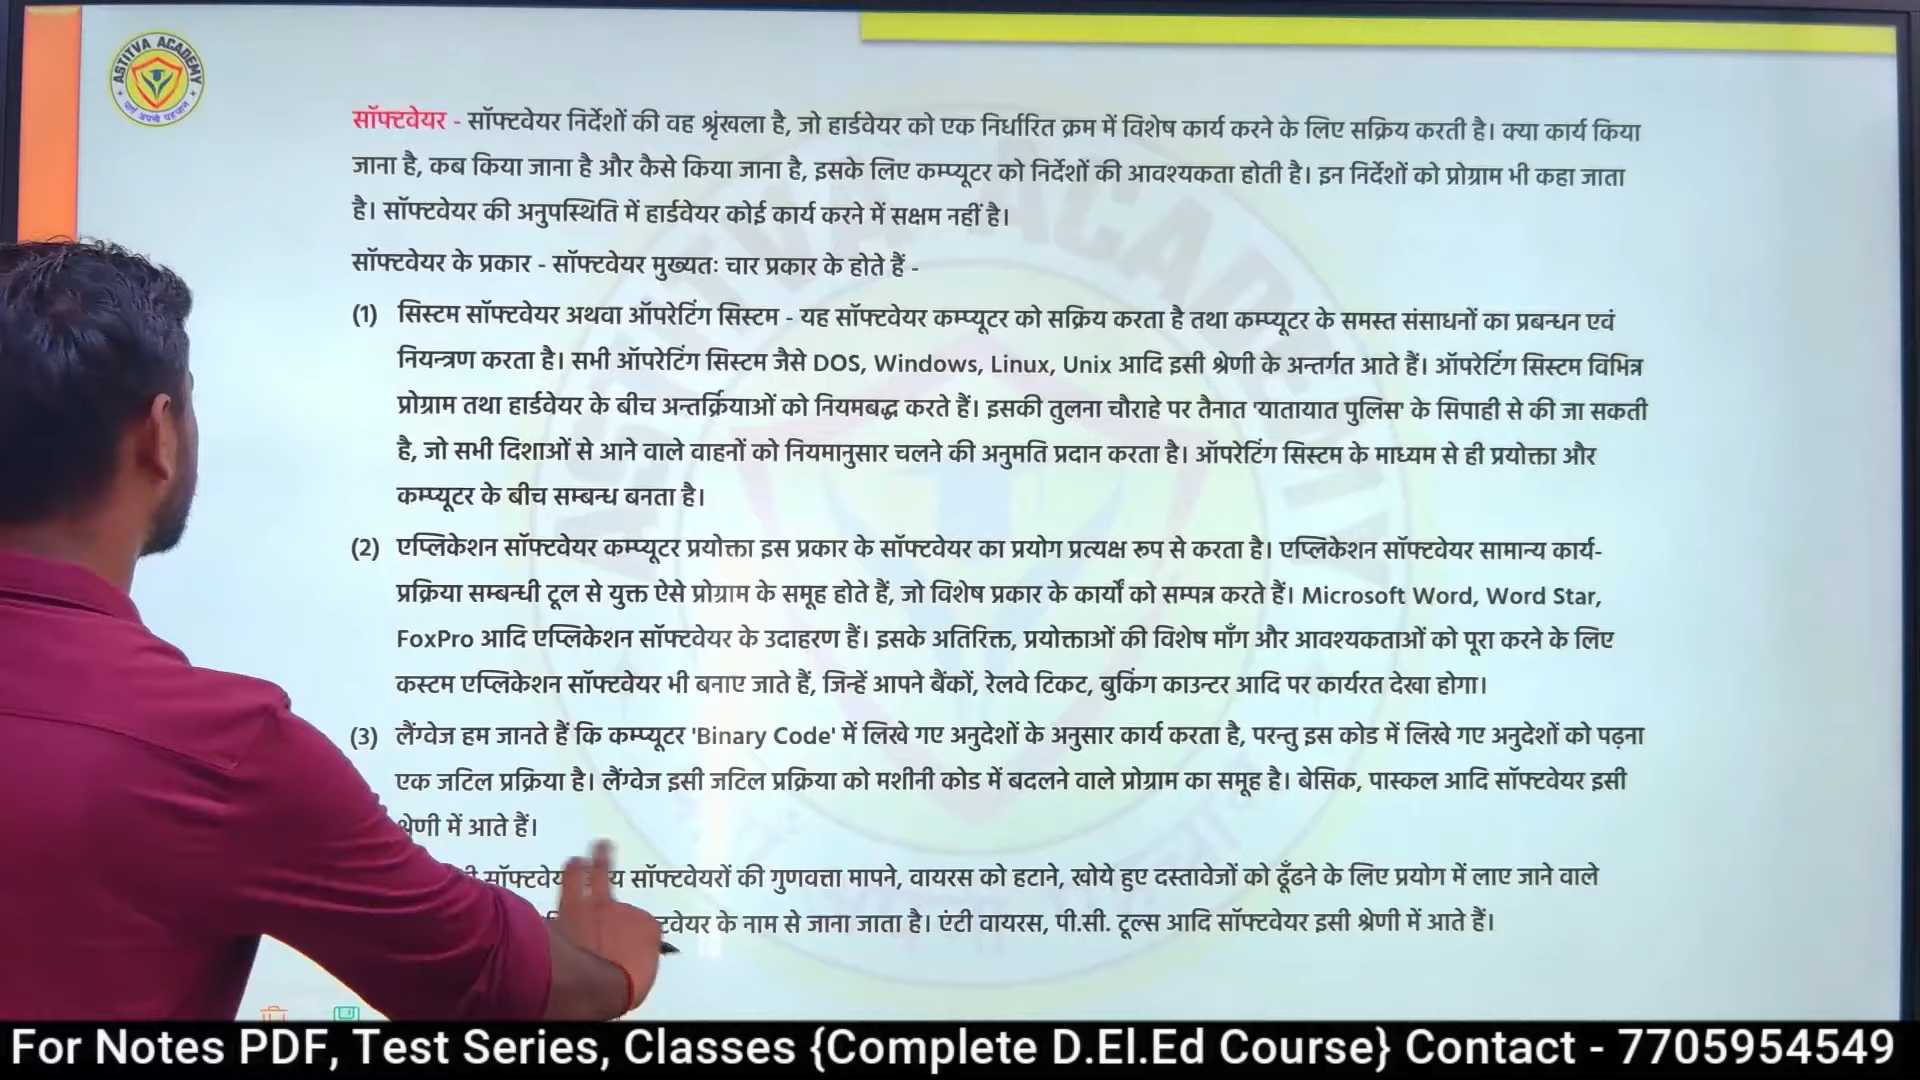 ASTITVA ACADEMY
सॉफ्टवेयर - सॉफ्टवेयर निर्देशों की वह श्रृंखला है, जो हार्डवेयर को एक निर्धारित क्रम में विशेष कार्य करने के लिए सक्रिय करती है। क्या कार्य किया
जाना है, कब किया जाना है और कैसे किया जाना है, इसके लिए कम्प्यूटर को निर्देशों की आवश्यकता होती है। इन निर्देशों को प्रोग्राम भी कहा जाता
है। सॉफ्टवेयर की अनुपस्थिति में हार्डवेयर कोई कार्य करने में सक्षम नहीं है।
सॉफ्टवेयर के प्रकार - सॉफ्टवेयर मुख्यतः चार प्रकार के होते हैं -
(1) सिस्टम सॉफ्टवेयर अथवा ऑपरेटिंग सिस्टम - यह सॉफ्टवेयर कम्प्यूटर को सक्रिय करता है तथा कम्प्यूटर के समस्त संसाधनों का प्रबन्धन एवं
नियन्त्रण करता है। सभी ऑपरेटिंग सिस्टम जैसे DOS, Windows, Linux, Unix आदि इसी श्रेणी के अन्तर्गत आते हैं। ऑपरेटिंग सिस्टम विभिन्न
प्रोग्राम तथा हार्डवेयर के बीच अन्तर्क्रियाओं को नियमबद्ध करते हैं। इसकी तुलना चौराहे पर तैनात 'यातायात पुलिस' के सिपाही से की जा सकती
है, जो सभी दिशाओं से आने वाले वाहनों को नियमानुसार चलने की अनुमति प्रदान करता है। ऑपरेटिंग सिस्टम के माध्यम से ही प्रयोक्ता और
कम्प्यूटर के बीच सम्बन्ध बनता है।
(2) एप्लिकेशन सॉफ्टवेयर कम्प्यूटर प्रयोक्ता इस प्रकार के सॉफ्टवेयर का प्रयोग प्रत्यक्ष रूप से करता है। एप्लिकेशन सॉफ्टवेयर सामान्य कार्य-
प्रक्रिया सम्बन्धी टूल से युक्त ऐसे प्रोग्राम के समूह होते हैं, जो विशेष प्रकार के कार्यों को सम्पन्न करते हैं। Microsoft Word, Word Star,
FoxPro आदि एप्लिकेशन सॉफ्टवेयर के उदाहरण हैं। इसके अतिरिक्त, प्रयोक्ताओं की विशेष माँग और आवश्यकताओं को पूरा करने के लिए
कस्टम एप्लिकेशन सॉफ्टवेयर भी बनाए जाते हैं, जिन्हें आपने बैंकों, रेलवे टिकट, बुकिंग काउन्टर आदि पर कार्यरत देखा होगा।
(3) लैंग्वेज हम जानते हैं कि कम्प्यूटर 'Binary Code' में लिखे गए अनुदेशों के अनुसार कार्य करता है, परन्तु इस कोड में लिखे गए अनुदेशों को पढ़ना
एक जटिल प्रक्रिया है। लैंग्वेज इसी जटिल प्रक्रिया को मशीनी कोड में बदलने वाले प्रोग्राम का समूह है। बेसिक, पास्कल आदि सॉफ्टवेयर इसी
श्रेणी में आते हैं।
सॉफ्टवेयरों की गुणवत्ता मापने, वायरस को हटाने, खोये हुए दस्तावेजों को ढूँढने के लिए प्रयोग में लाए जाने वाले
के नाम से जाना जाता है। एंटी वायरस, पी.सी. टूल्स आदि सॉफ्टवेयर इसी श्रेणी में आते हैं।
For Notes PDF, Test Series, Classes {Complete D.El.Ed Course} Contact - 7705954549